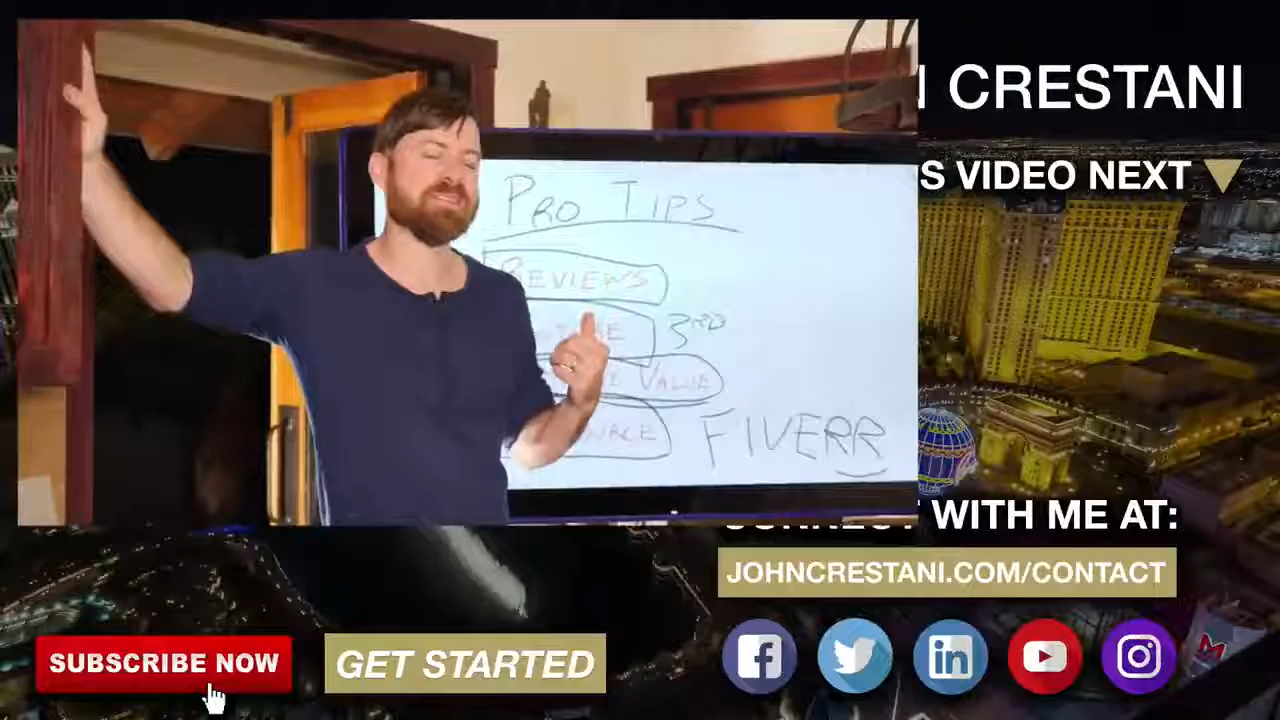 CRESTANI
PRO TIPS
S VIDEO NEXT
REVIEWS
3RD
VALUE
FIVERR
WITH ME AT:
JOHNCRESTANI.COM/CONTACT
SUBSCRIBE NOW
GET STARTED